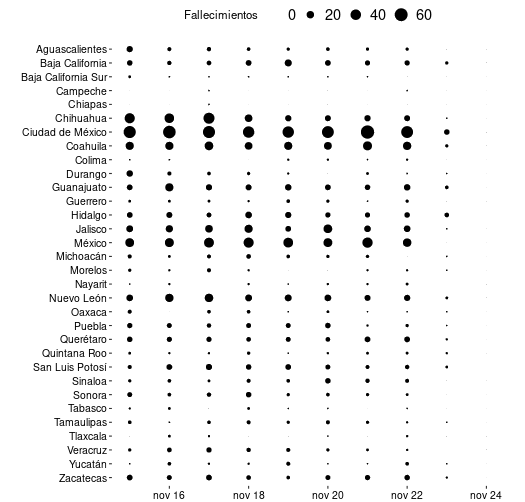 Fallecimientos 0 20 40 60
Aguascalientes
Baja California
Baja California Sur
Campeche
Chiapas
Chihuahua
Ciudad de México
Coahuila
Colima
Durango
Guanajuato
Guerrero
Hidalgo
Jalisco
México
Michoacán
Morelos
Nayarit
Nuevo León
Oaxaca
Puebla
Querétaro
Quintana Roo
San Luis Potosí
Sinaloa
Sonora
Tabasco
Tamaulipas
Tlaxcala
Veracruz
Yucatán
Zacatecas
nov 16 nov 18 nov 20 nov 22 nov 24